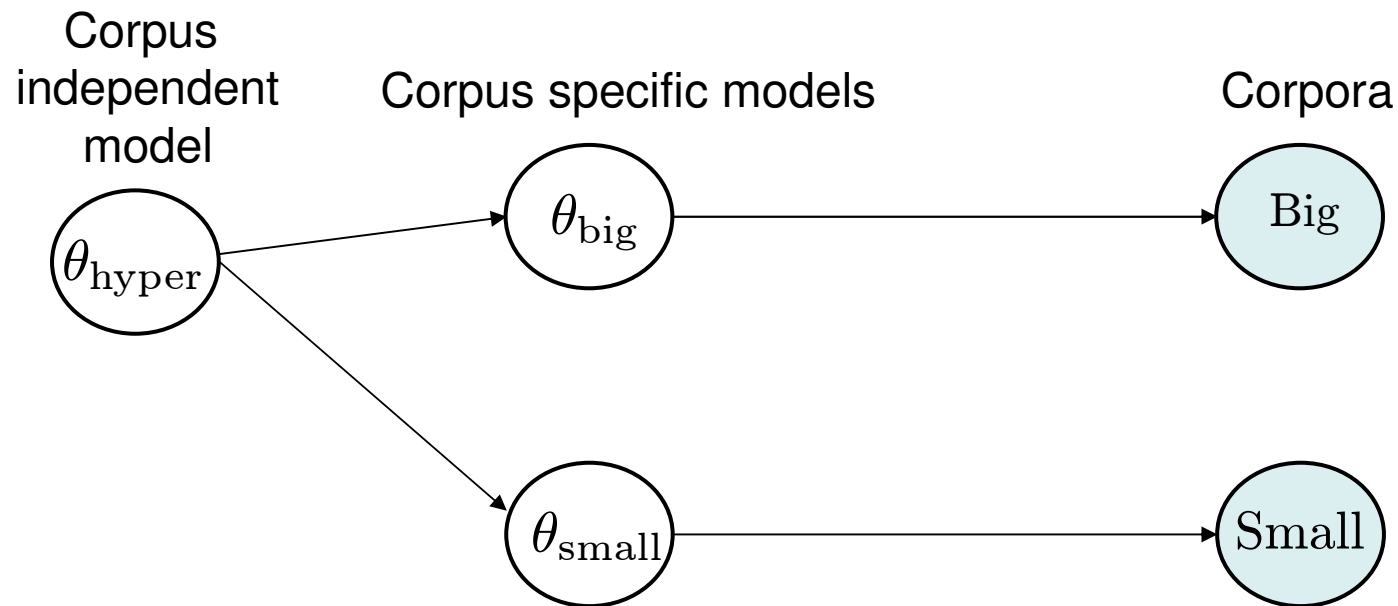 Corpus
independent
model
Corpus specific models
Corpora
θhyper
θbig
Big
θsmall
Small